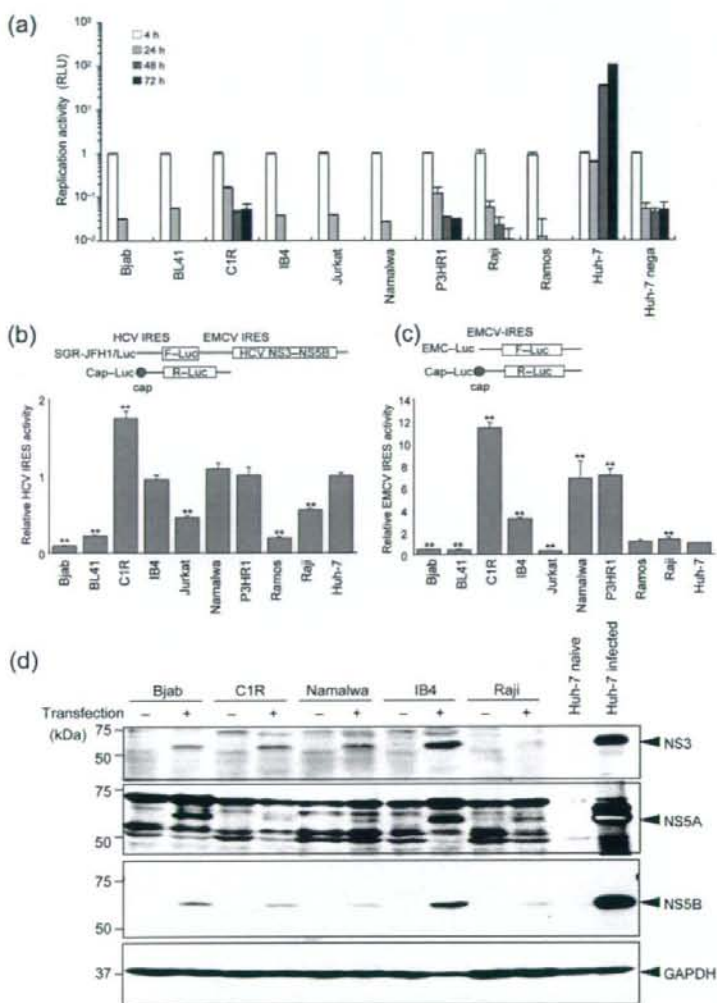 (a)
4 h
24 h
48 h
72 h
Replication activity (RLU)
10³
10²
10¹
1
10⁻¹
10⁻²
Bjab
BL41
C1R
IB4
Jurkat
Namalwa
P3HR1
Raji
Ramos
Huh-7
Huh-7 nega
(b)
HCV IRES EMCV IRES
SGR-JFH1/Luc F-Luc HCV NS3-NS5B
Cap-Luc R-Luc
cap
Relative HCV IRES activity
2
1
0
** ** ** ** ** **
Bjab
BL41
C1R
IB4
Jurkat
Namalwa
P3HR1
Ramos
Raji
Huh-7
(c)
EMCV-IRES
EMC-Luc F-Luc
Cap-Luc R-Luc
cap
Relative EMCV IRES activity
14
12
10
8
6
4
2
0
** ** ** ** ** ** ** **
Bjab
BL41
C1R
IB4
Jurkat
Namalwa
P3HR1
Ramos
Raji
Huh-7
(d)
Bjab C1R Namalwa IB4 Raji Huh-7 naive Huh-7 infected
Transfection – + – + – + – + – +
(kDa)
75
50
NS3
75
50
NS5A
75
50
NS5B
37
GAPDH